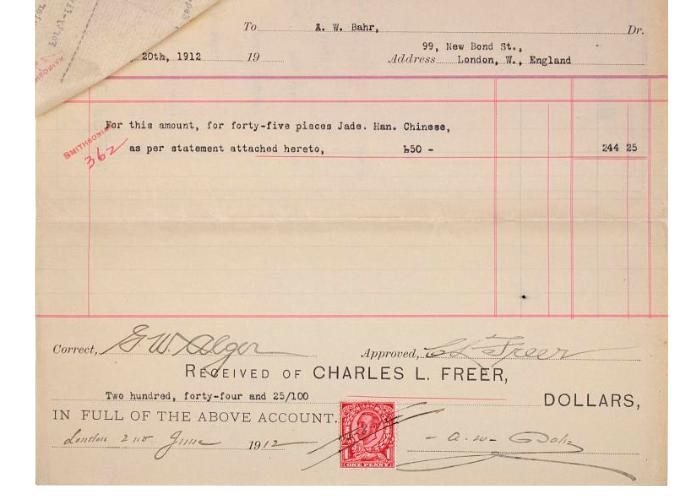 To A. W. Bahr, Dr.
20th, 1912 19
99, New Bond St.,
Address London, W., England
For this amount, for forty-five pieces Jade. Han. Chinese,
SMITHSONIAN
362
as per statement attached hereto, ₤50 - 244 25
Correct, G. W. Alger Approved, C L Freer
RECEIVED OF CHARLES L. FREER,
Two hundred, forty-four and 25/100 DOLLARS,
IN FULL OF THE ABOVE ACCOUNT.
London 2nd June 1912 - a. w. Bahr
ONE PENNY